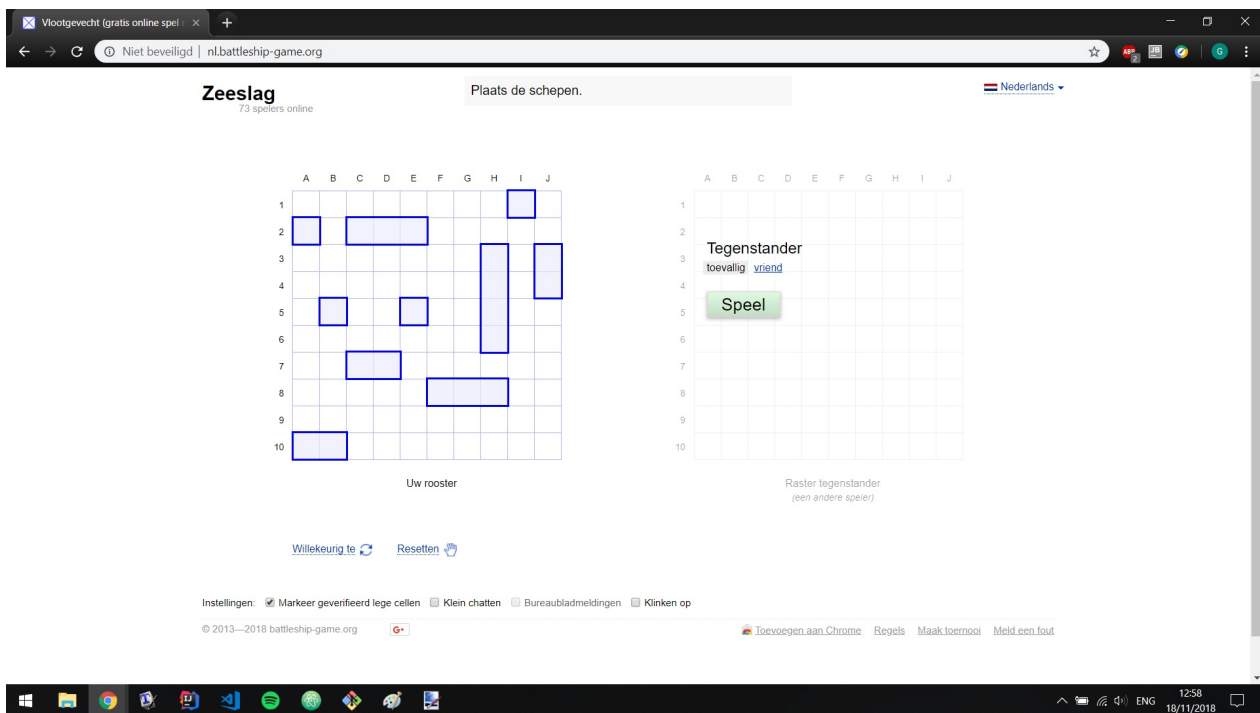 Vlootgevecht (gratis online spel
Niet beveiligd | nl.battleship-game.org
Zeeslag
73 spelers online
Plaats de schepen.
Nederlands
A B C D E F G H I J
1
2
3
4
5
6
7
8
9
10
Uw rooster
A B C D E F G H I J
1
2
3
4
5
6
7
8
9
10
Tegenstander
toevallig vriend
Speel
Raster tegenstander
(een andere speler)
Willekeurig te Resetten
Instellingen: Markeer geverifieerd lege cellen Klein chatten Bureaubladmeldingen Klinken op
© 2013—2018 battleship-game.org G+ Toevoegen aan Chrome Regels Maak toernooi Meld een fout
ENG
12:58
18/11/2018